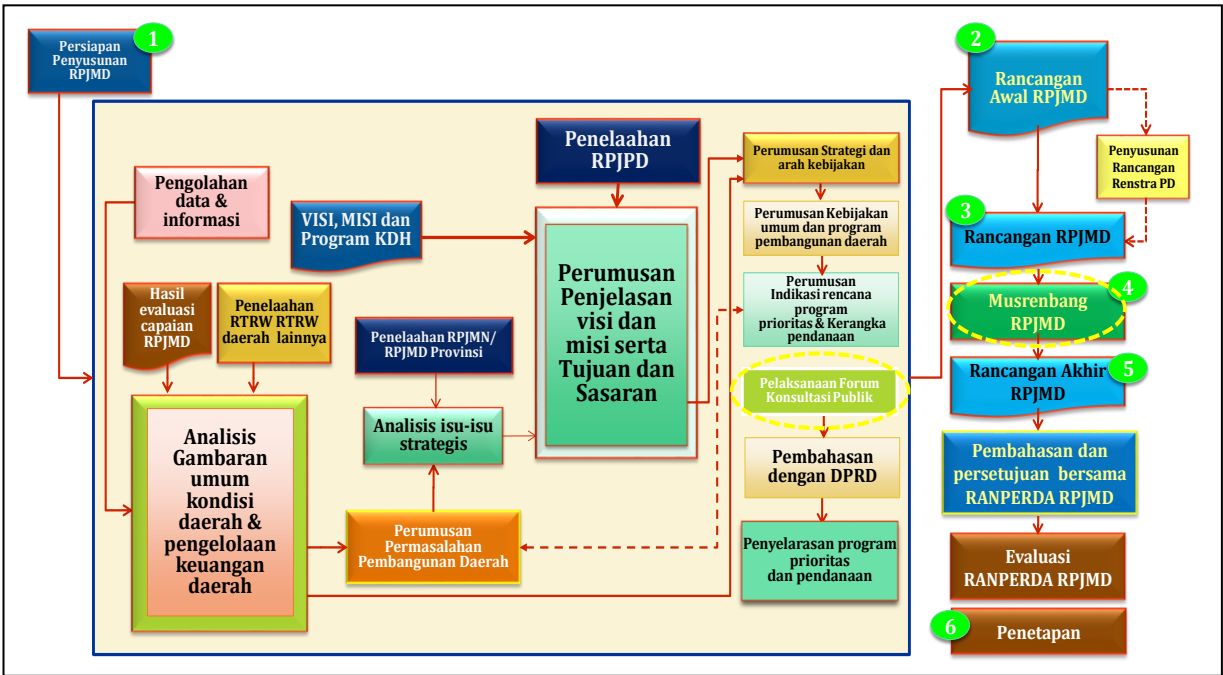 1
Persiapan
Penyusunan
RPJMD
Pengolahan
data &
informasi
VISI, MISI dan
Program KDH
Penelaahan
RPJPD
Hasil
evaluasi
capaian
RPJMD
Penelaahan
RTRW RTRW
daerah lainnya
Penelaahan RPJMN/
RPJMD Provinsi
Analisis isu-isu
strategis
Perumusan
Penjelasan
visi dan
misi serta
Tujuan dan
Sasaran
Analisis
Gambaran
umum
kondisi
daerah &
pengelolaan
keuangan
daerah
Perumusan
Permasalahan
Pembangunan Daerah
Perumusan Strategi dan
arah kebijakan
Perumusan Kebijakan
umum dan program
pembangunan daerah
Perumusan
Indikasi rencana
program
prioritas & Kerangka
pendanaan
Pelaksanaan Forum
Konsultasi Publik
Pembahasan
dengan DPRD
Penyelarasan program
prioritas
dan pendanaan
2
Rancangan
Awal RPJMD
Penyusunan
Rancangan
Renstra PD
3
Rancangan RPJMD
4
Musrenbang
RPJMD
5
Rancangan Akhir
RPJMD
Pembahasan dan
persetujuan bersama
RANPERDA RPJMD
Evaluasi
RANPERDA RPJMD
6
Penetapan